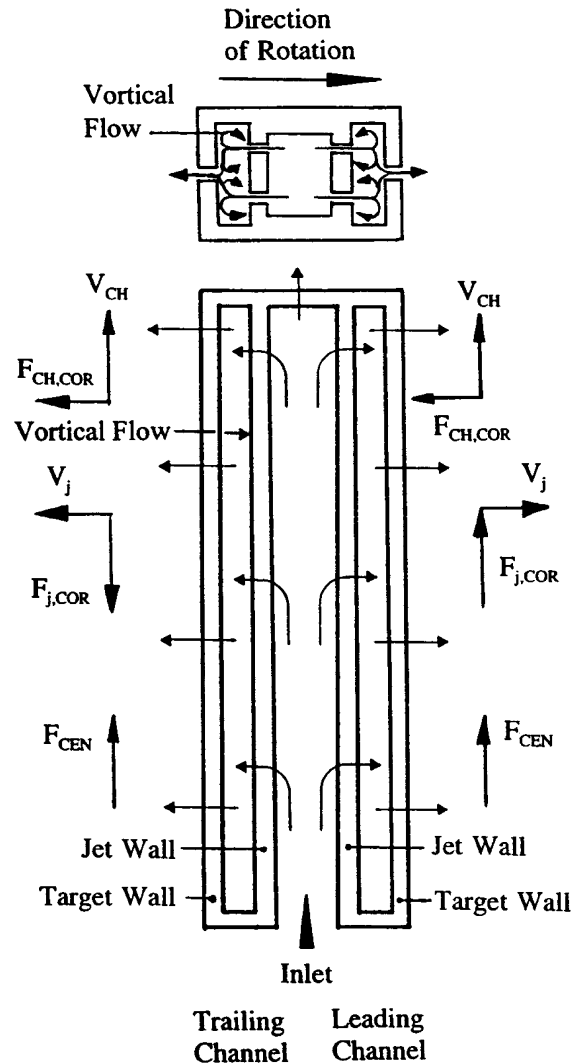 Direction
of Rotation
Vortical
Flow
V_CH
V_CH
F_CH,COR
F_CH,COR
Vortical Flow
V_j
V_j
F_j,COR
F_j,COR
F_CEN
F_CEN
Jet Wall
Jet Wall
Target Wall
Target Wall
Inlet
Trailing
Channel
Leading
Channel